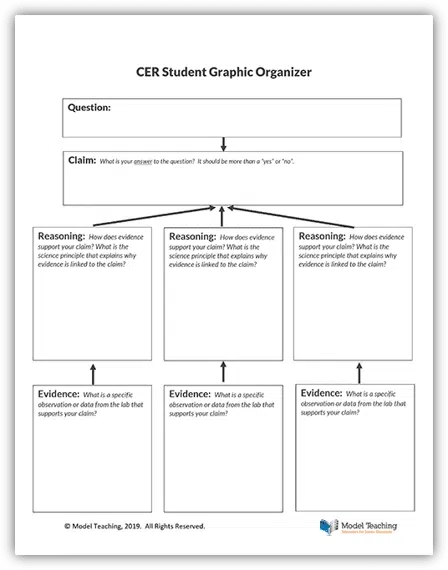 CER Student Graphic Organizer
Question:
Claim: What is your answer to the question? It should be more than a "yes" or "no".
Reasoning: How does evidence
support your claim? What is the
science principle that explains why
evidence is linked to the claim?
Reasoning: How does evidence
support your claim? What is the
science principle that explains why
evidence is linked to the claim?
Reasoning: How does evidence
support your claim? What is the
science principle that explains why
evidence is linked to the claim?
Evidence: What is a specific
observation or data from the lab that
supports your claim?
Evidence: What is a specific
observation or data from the lab that
supports your claim?
Evidence: What is a specific
observation or data from the lab that
supports your claim?
© Model Teaching, 2019. All Rights Reserved.
Model Teaching